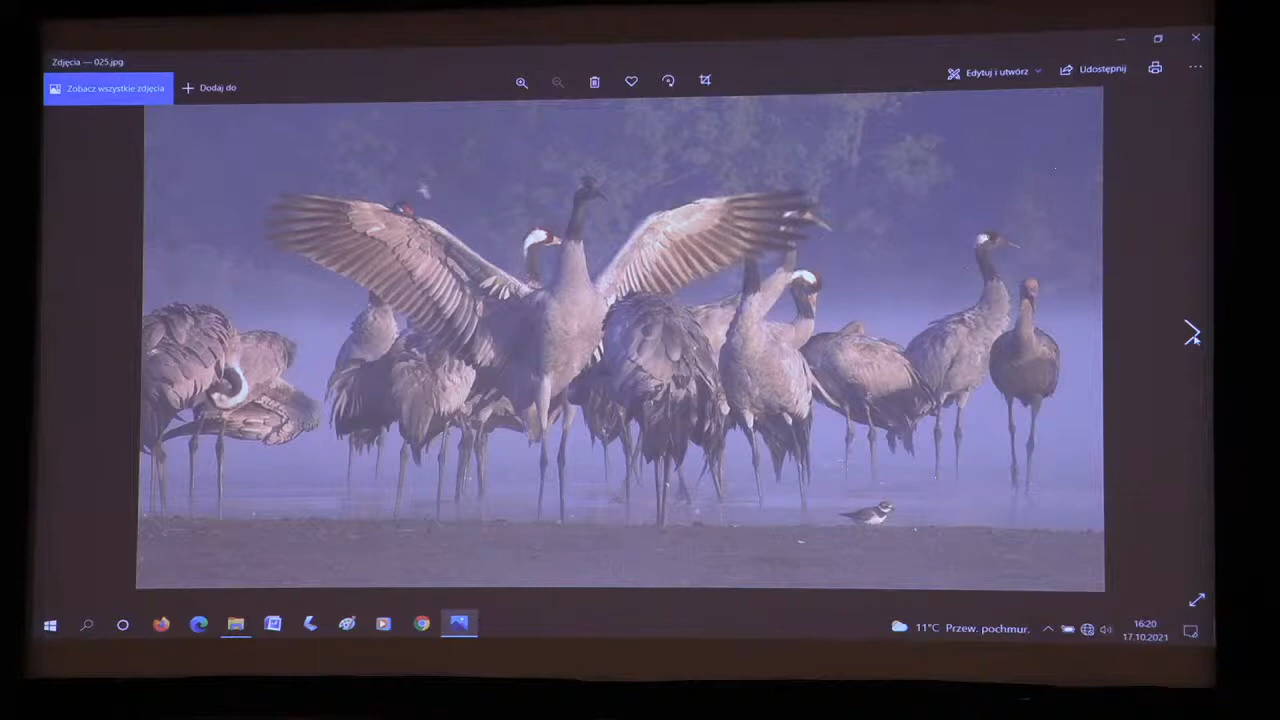 Zdjęcia — 025.jpg
Zobacz wszystkie zdjęcia
Dodaj do
Edytuj i utwórz
Udostępnij
11°C Przew. pochmur.
16:20
17.10.2021